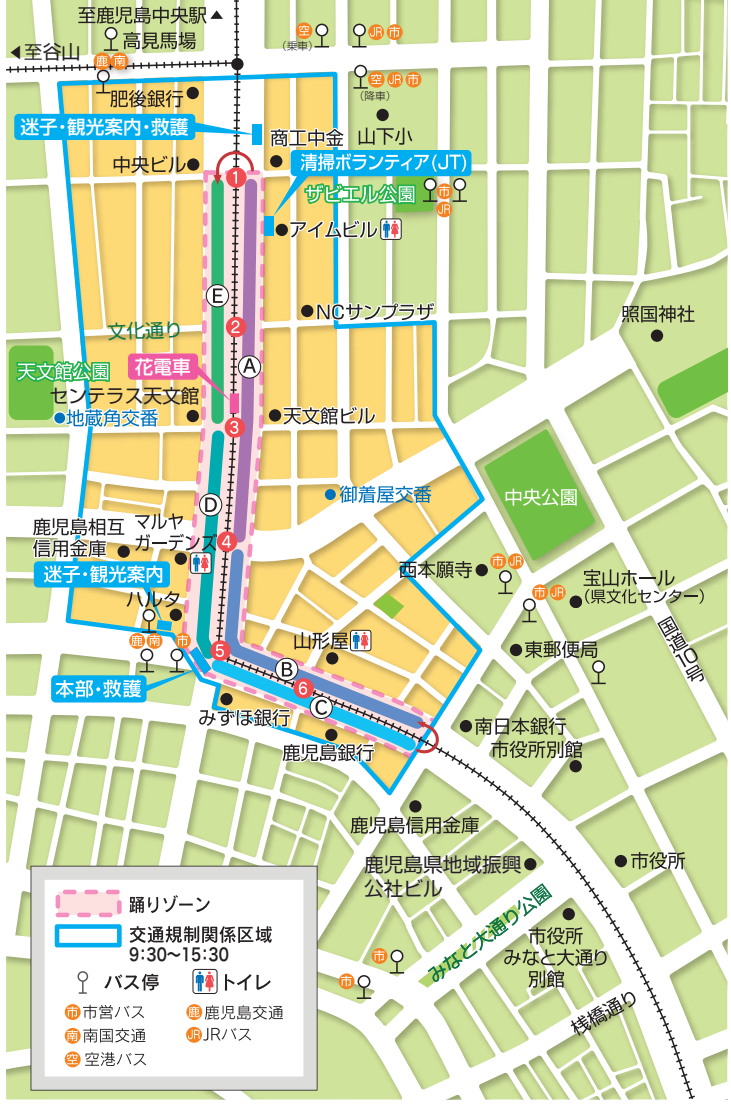 至鹿児島中央駅▲
◀至谷山
高見馬場
鹿 南
空
(乗車)
JR 市
空 JR 市
(降車)
肥後銀行
迷子・観光案内・救護
商工中金
山下小
中央ビル
清掃ボランティア(JT)
1
ザビエル公園
市
JR
アイムビル
E
NCサンプラザ
2
文化通り
照国神社
天文館公園
花電車
A
センテラス天文館
地蔵角交番
天文館ビル
3
御着屋交番
中央公園
D
鹿児島相互
信用金庫
マルヤ
ガーデンズ
4
迷子・観光案内
西本願寺
市 JR
宝山ホール
(県文化センター)
市 JR
ハルタ
鹿 南 市
山形屋
5
東郵便局
国道10号
B
本部・救護
6
C
みずほ銀行
鹿児島銀行
南日本銀行
市役所別館
鹿児島信用金庫
鹿児島県地域振興
公社ビル
市役所
みなと大通り公園
市役所
みなと大通り
別館
市
市
桟橋通り
踊りゾーン
交通規制関係区域
9:30~15:30
バス停
トイレ
市 市営バス
鹿 鹿児島交通
南 南国交通
JR JRバス
空 空港バス